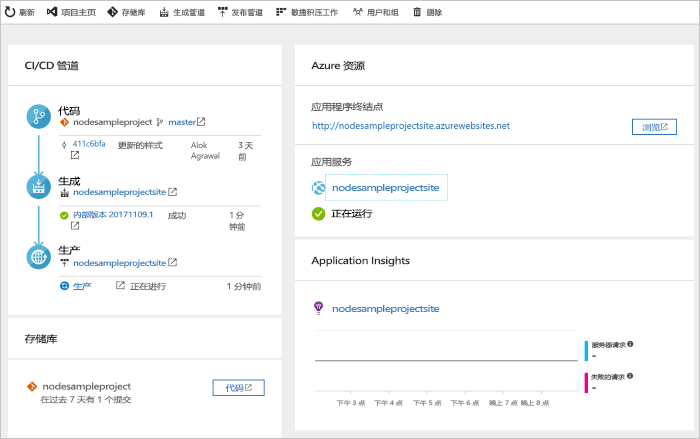 刷新 项目主页 存储库 生成管道 发布管道 敏捷积压工作 用户和组 删除
CI/CD 管道
代码
nodesampleproject master
411c6bfa 更新的样式 Alok Agrawal 3 天前
生成
nodesampleprojectsite
内部版本 20171109.1 成功 1 分钟前
生产
nodesampleprojectsite
生产 正在进行 1 分钟前
存储库
nodesampleproject 代码
在过去 7 天有 1 个提交
Azure 资源
应用程序终结点
http://nodesampleprojectsite.azurewebsites.net 浏览
应用服务
nodesampleprojectsite
正在运行
Application Insights
nodesampleprojectsite
服务器请求
--
失败的请求
--
下午 3 点 下午 4 点 下午 5 点 下午 6 点 晚上 7 点 晚上 8 点